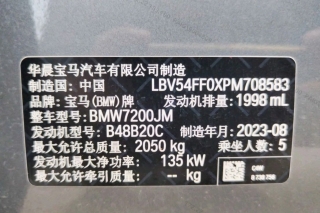 华晨宝马汽车有限公司制造
制造国：中国 LBV54FF0XPM708583
品牌：宝马(BMW)牌 发动机排量：1998 mL
整车型号：BMW7200JM
发动机型号：B48B20C 制造年月：2023-08
最大允许总质量：2050 kg 乘坐人数：5
发动机最大净功率：135 kW
最大允许牵引质量：-- kg